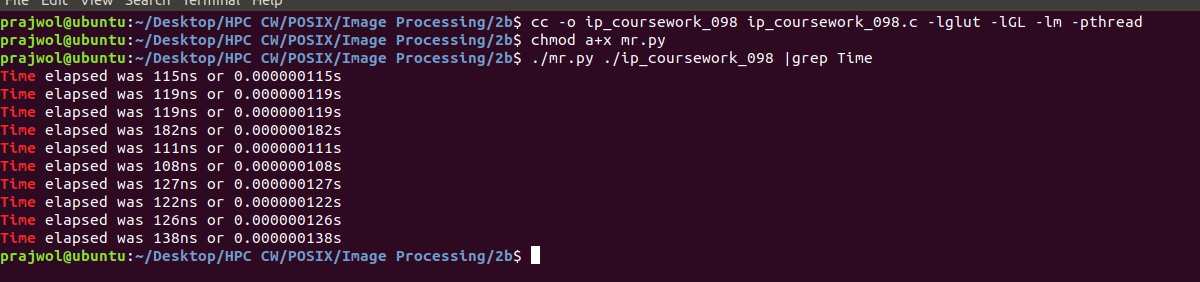 File Edit View Search Terminal Help
prajwol@ubuntu:~/Desktop/HPC CW/POSIX/Image Processing/2b$ cc -o ip_coursework_098 ip_coursework_098.c -lglut -lGL -lm -pthread
prajwol@ubuntu:~/Desktop/HPC CW/POSIX/Image Processing/2b$ chmod a+x mr.py
prajwol@ubuntu:~/Desktop/HPC CW/POSIX/Image Processing/2b$ ./mr.py ./ip_coursework_098 |grep Time
Time elapsed was 115ns or 0.000000115s
Time elapsed was 119ns or 0.000000119s
Time elapsed was 119ns or 0.000000119s
Time elapsed was 182ns or 0.000000182s
Time elapsed was 111ns or 0.000000111s
Time elapsed was 108ns or 0.000000108s
Time elapsed was 127ns or 0.000000127s
Time elapsed was 122ns or 0.000000122s
Time elapsed was 126ns or 0.000000126s
Time elapsed was 138ns or 0.000000138s
prajwol@ubuntu:~/Desktop/HPC CW/POSIX/Image Processing/2b$